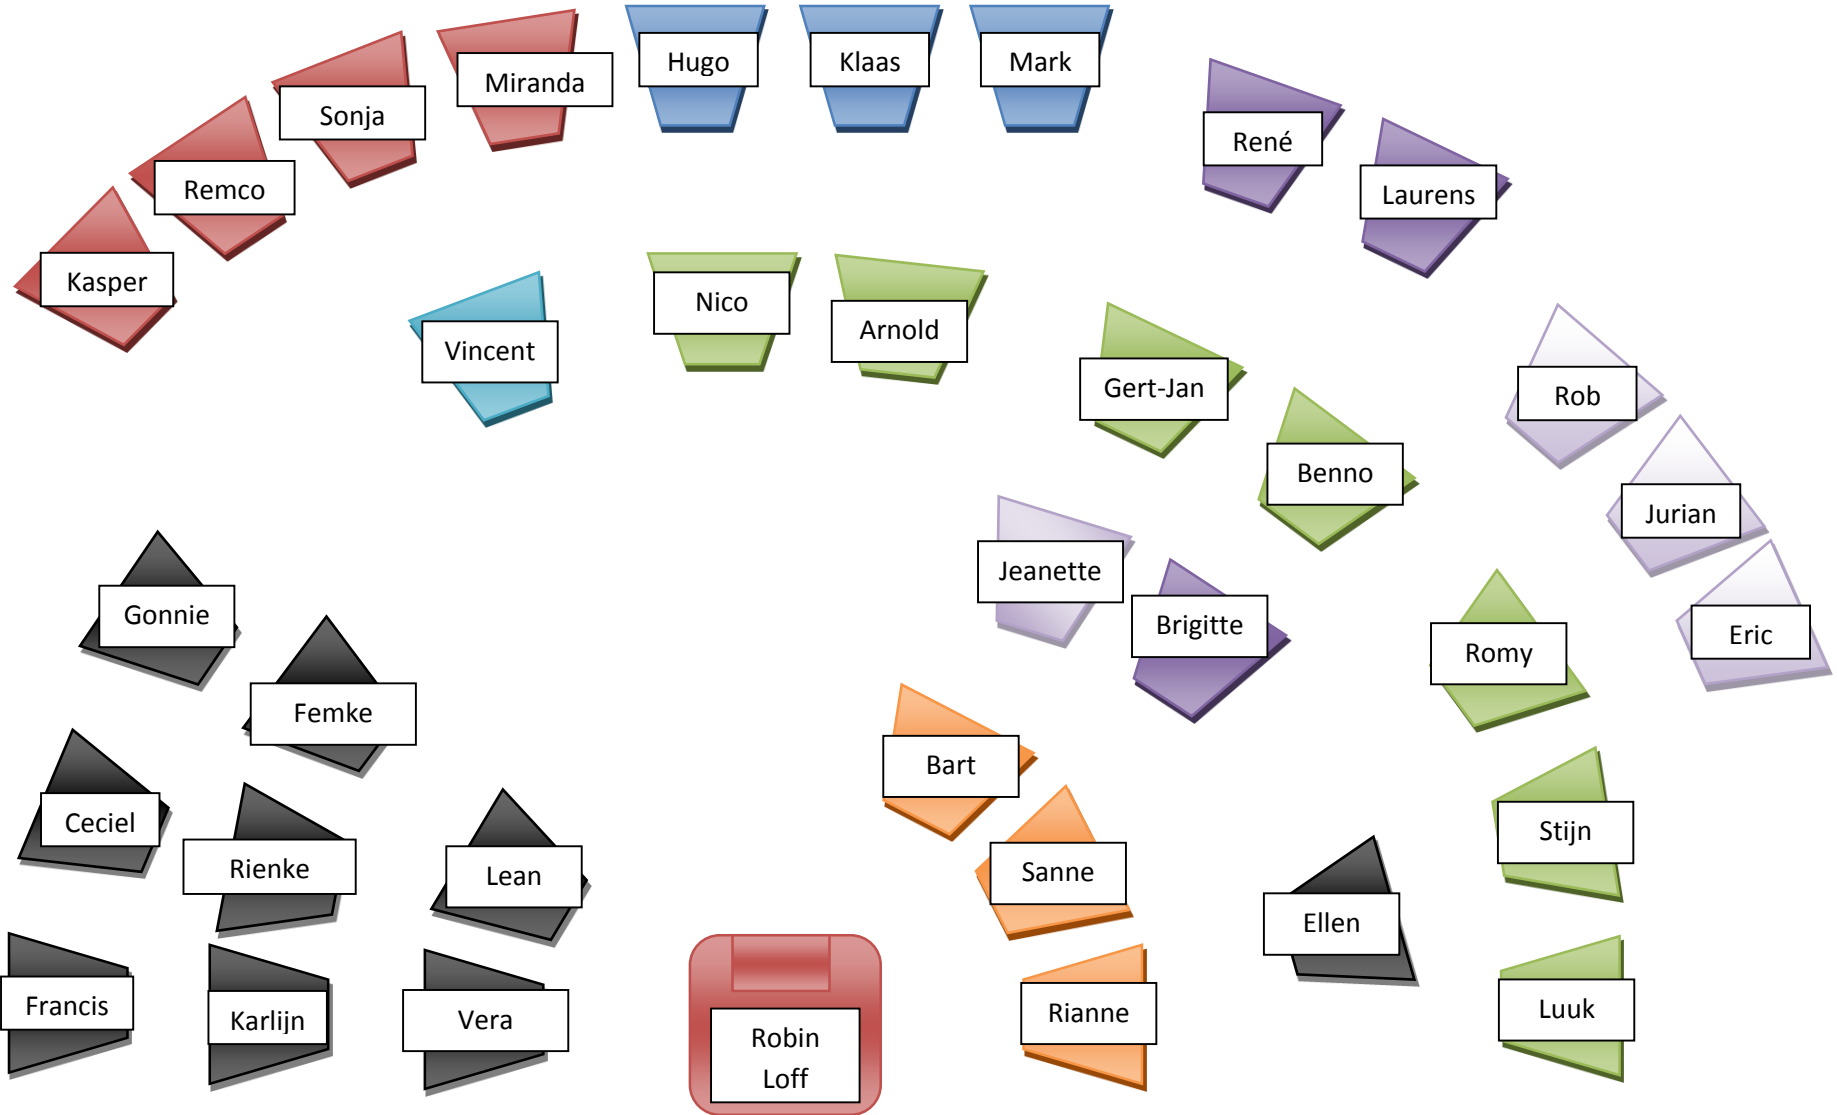 Hugo
Klaas
Mark
Miranda
Sonja
René
Remco
Laurens
Kasper
Nico
Arnold
Vincent
Gert-Jan
Rob
Benno
Jurian
Jeanette
Gonnie
Brigitte
Eric
Romy
Femke
Bart
Ceciel
Stijn
Rienke
Lean
Sanne
Ellen
Francis
Karlijn
Vera
Robin
Loff
Rianne
Luuk